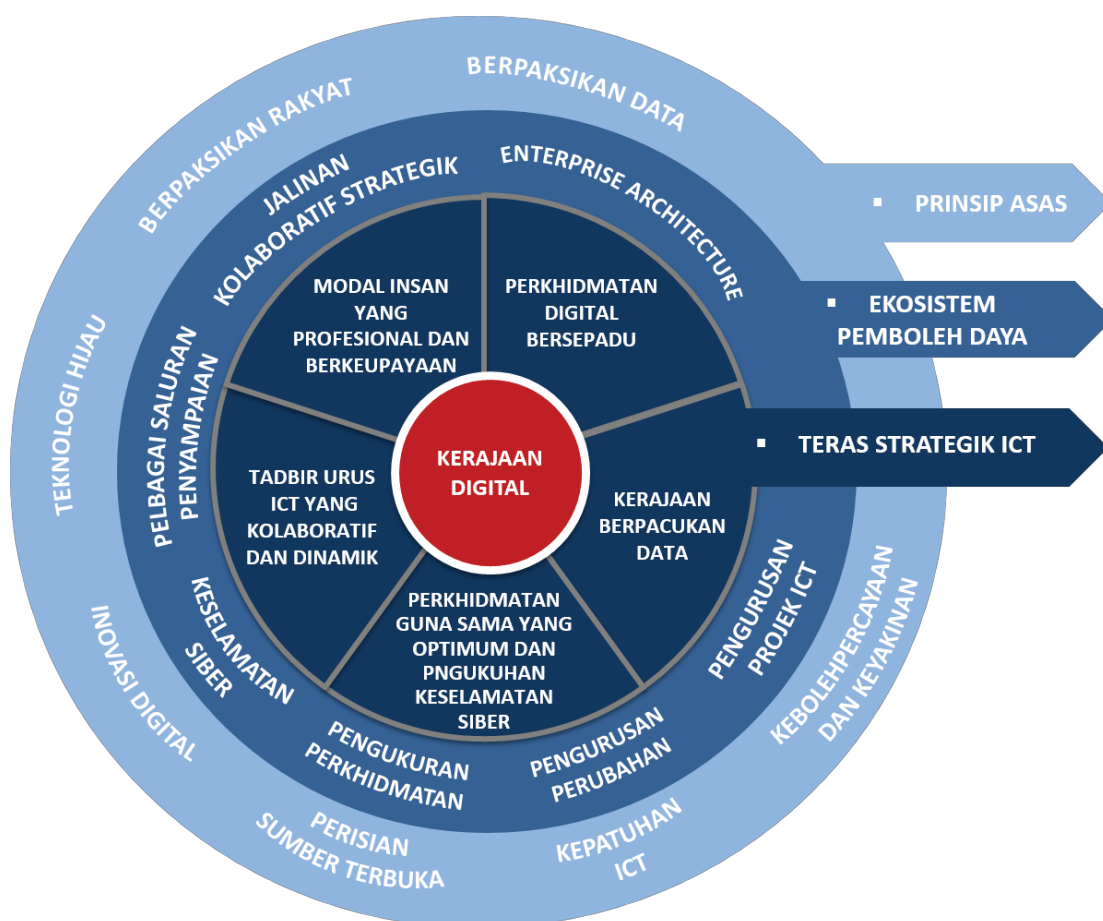 BERPAKSIKAN RAKYAT
BERPAKSIKAN DATA
KEBOLEHPERCAYAAN
DAN KEYAKINAN
KEPATUHAN
ICT
PERISIAN
SUMBER TERBUKA
INOVASI DIGITAL
TEKNOLOGI HIJAU
JALINAN
KOLABORATIF STRATEGIK
ENTERPRISE ARCHITECTURE
PENGURUSAN
PROJEK ICT
PENGURUSAN
PERUBAHAN
PENGUKURAN
PERKHIDMATAN
KESELAMATAN
SIBER
PELBAGAI SALURAN
PENYAMPAIAN
MODAL INSAN
YANG
PROFESIONAL DAN
BERKEUPAYAAN
PERKHIDMATAN
DIGITAL
BERSEPADU
KERAJAAN
BERPACUKAN
DATA
PERKHIDMATAN
GUNA SAMA YANG
OPTIMUM DAN
PNGUKUHAN
KESELAMATAN
SIBER
TADBIR URUS
ICT YANG
KOLABORATIF
DAN DINAMIK
KERAJAAN
DIGITAL
▪ PRINSIP ASAS
▪ EKOSISTEM
PEMBOLEH DAYA
▪ TERAS STRATEGIK ICT